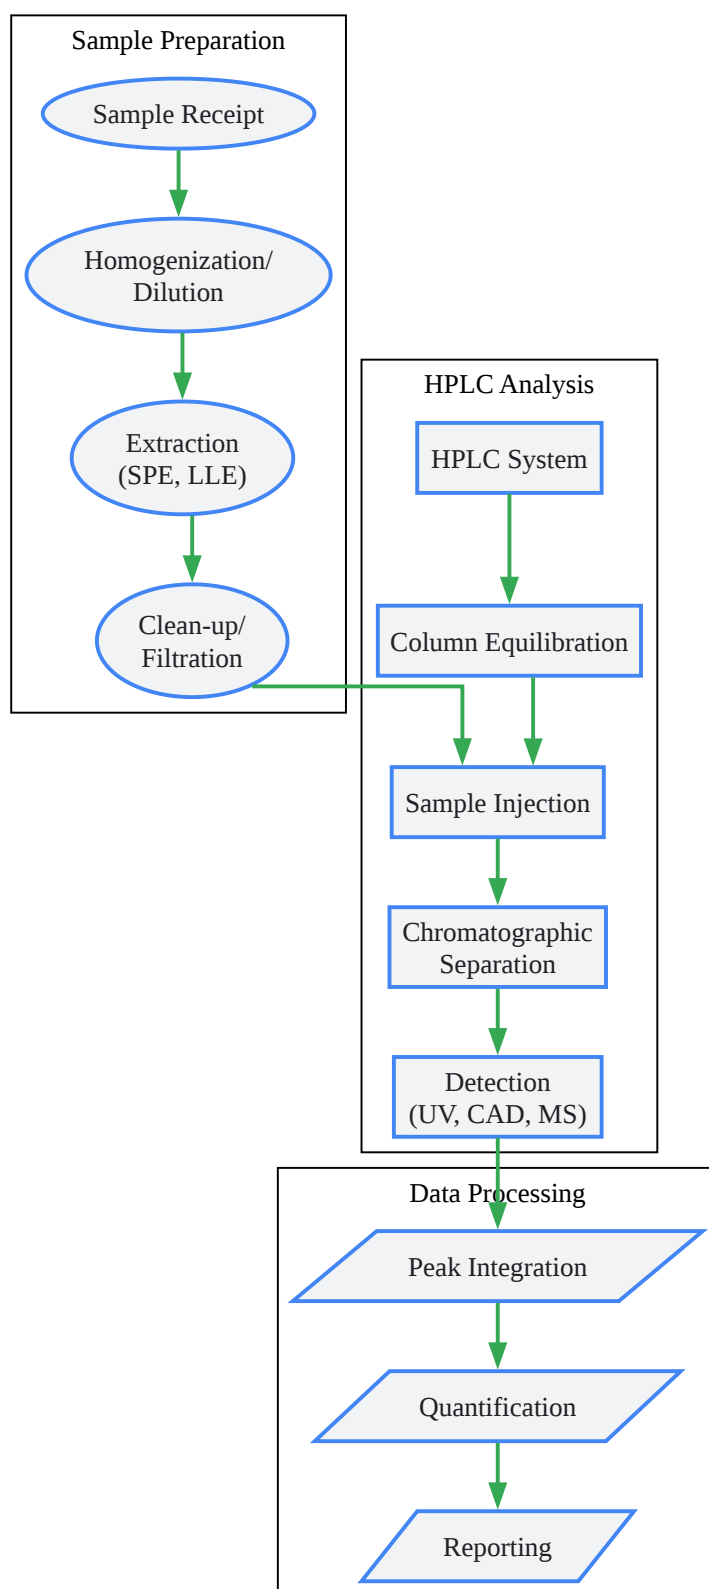 Sample Preparation
Sample Receipt
Homogenization/
Dilution
Extraction
(SPE, LLE)
Clean-up/
Filtration
HPLC Analysis
HPLC System
Column Equilibration
Sample Injection
Chromatographic
Separation
Detection
(UV, CAD, MS)
Data Processing
Peak Integration
Quantification
Reporting